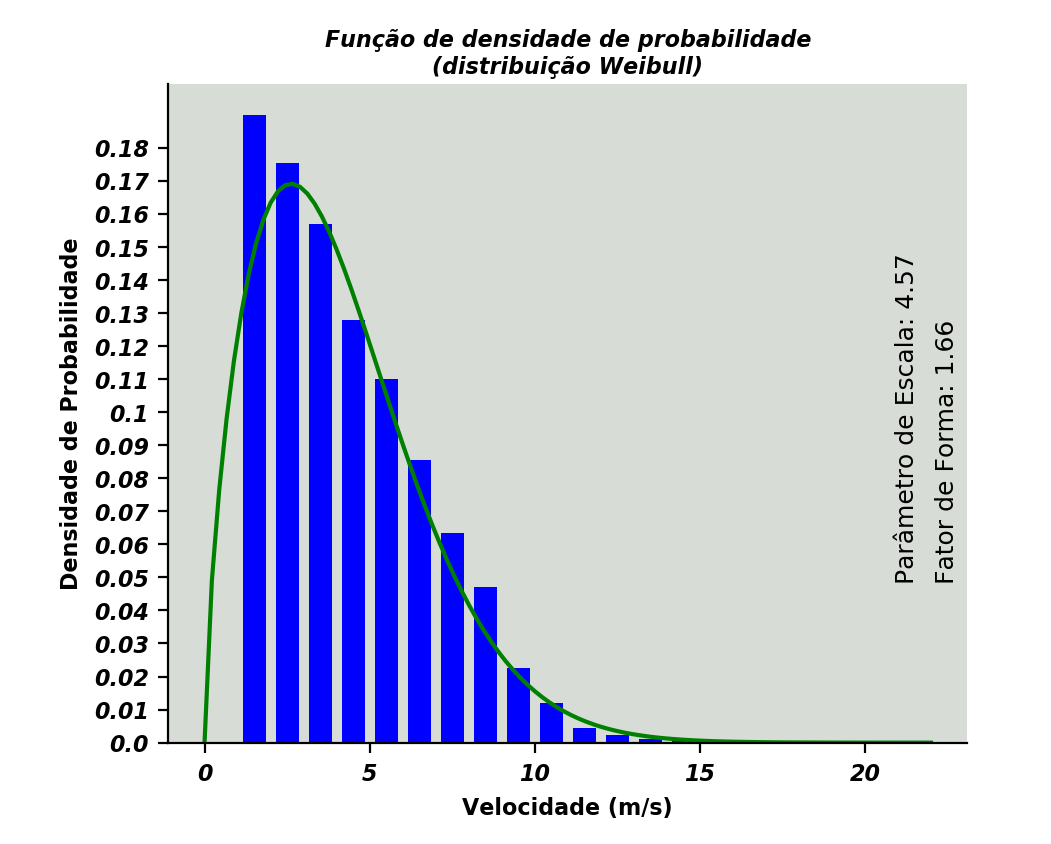 Função de densidade de probabilidade
(distribuição Weibull)
Densidade de Probabilidade
0.18
0.17
0.16
0.15
0.14
0.13
0.12
0.11
0.1
0.09
0.08
0.07
0.06
0.05
0.04
0.03
0.02
0.01
0.0
Parâmetro de Escala: 4.57
Fator de Forma: 1.66
0 5 10 15 20
Velocidade (m/s)